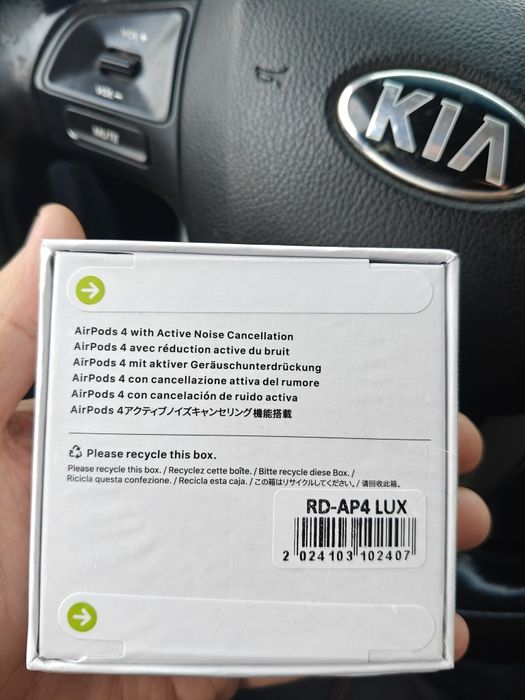 VOL +
VOL -
MUTE
KIA
AirPods 4 with Active Noise Cancellation
AirPods 4 avec réduction active du bruit
AirPods 4 mit aktiver Geräuschunterdrückung
AirPods 4 con cancellazione attiva del rumore
AirPods 4 con cancelación de ruido activa
AirPods 4アクティブノイズキャンセリング機能搭載
Please recycle this box.
Please recycle this box. / Recyclez cette boîte. / Bitte recycle diese Box. /
Ricicla questa confezione. / Recicla esta caja. / この箱はリサイクルしてください。/ 请回收此箱。
RD-AP4 LUX
2 024103 102407